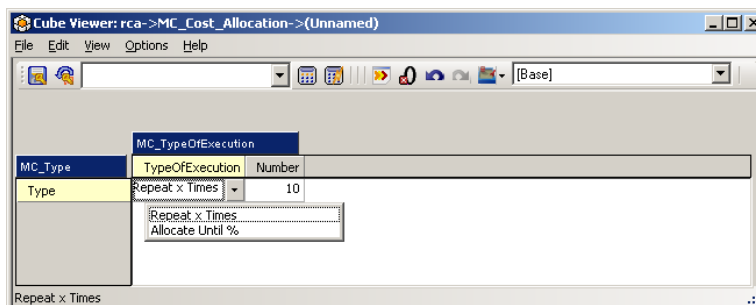 Cube Viewer: rca->MC_Cost_Allocation->(Unnamed)
File Edit View Options Help
[Base]
MC_TypeOfExecution
MC_Type TypeOfExecution Number
Type Repeat x Times 10
Repeat x Times
Allocate Until %
Repeat x Times